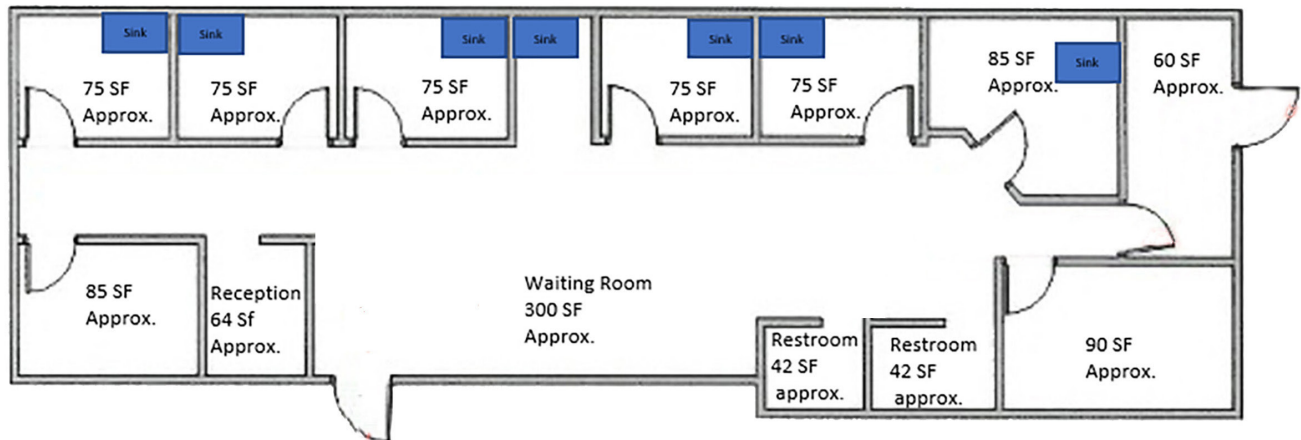 Sink
Sink
Sink
Sink
Sink
Sink
Sink
75 SF
Approx.
75 SF
Approx.
75 SF
Approx.
75 SF
Approx.
75 SF
Approx.
85 SF
Approx.
60 SF
Approx.
85 SF
Approx.
Reception
64 Sf
Approx.
Waiting Room
300 SF
Approx.
Restroom
42 SF
approx.
Restroom
42 SF
approx.
90 SF
Approx.